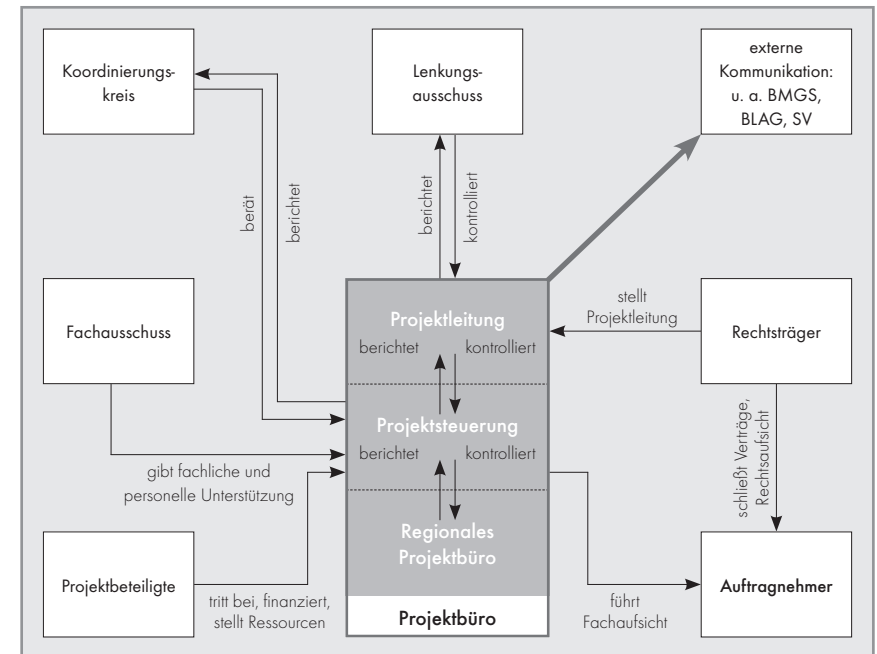 Koordinierungs-
kreis
Lenkungs-
ausschuss
externe
Kommunikation:
u. a. BMGS,
BLAG, SV
berät
berichtet
berichtet
kontrolliert
Fachausschuss
Projektleitung
berichtet
kontrolliert
stellt
Projektleitung
Rechtsträger
Projektsteuerung
berichtet
kontrolliert
gibt fachliche und
personelle Unterstützung
schließt Verträge,
Rechtsaufsicht
Regionales
Projektbüro
Projektbeteiligte
tritt bei, finanziert,
stellt Ressourcen
Projektbüro
führt
Fachaufsicht
Auftragnehmer